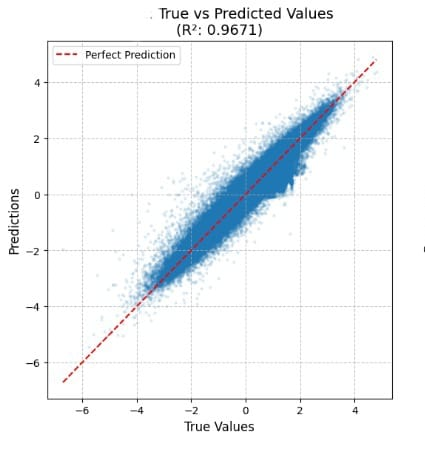 . True vs Predicted Values
(R²: 0.9671)
Perfect Prediction
Predictions
4
2
0
−2
−4
−6
−6
−4
−2
0
2
4
True Values